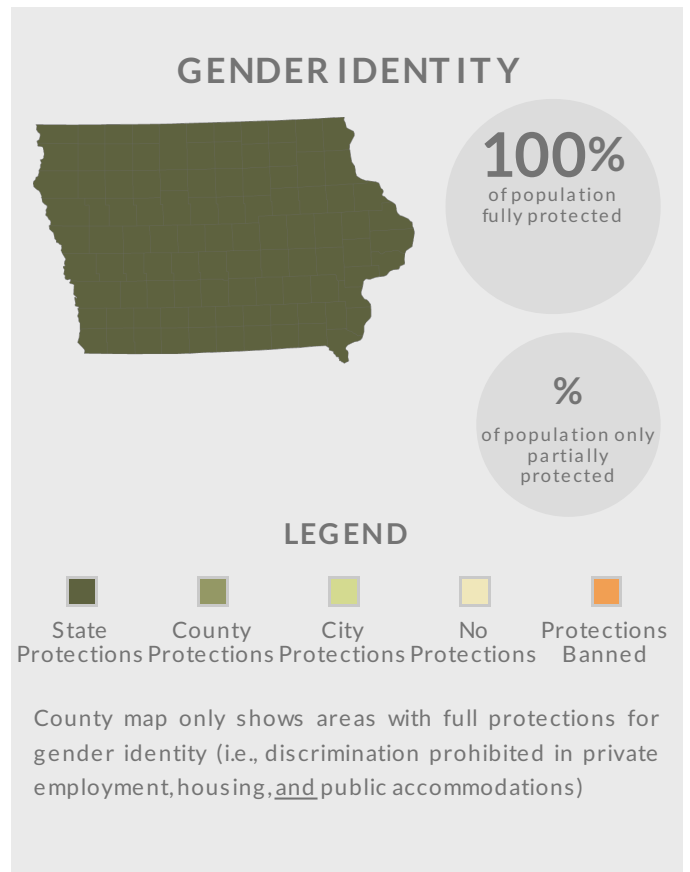 GENDER IDENTITY
100%
of population
fully protected
%
of population only
partially
protected
LEGEND
State
Protections
County
Protections
City
Protections
No
Protections
Protections
Banned
County map only shows areas with full protections for
gender identity (i.e., discrimination prohibited in private
employment, housing, and public accommodations)